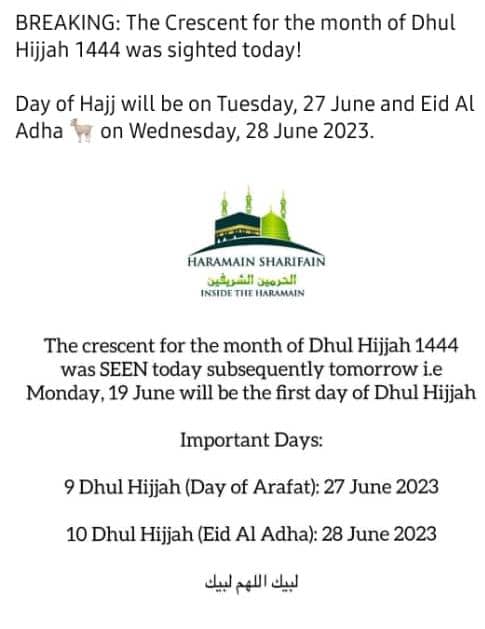 BREAKING: The Crescent for the month of Dhul
Hijjah 1444 was sighted today!
Day of Hajj will be on Tuesday, 27 June and Eid Al
Adha 🐐 on Wednesday, 28 June 2023.
HARAMAIN SHARIFAIN
الحرمين الشريفين
INSIDE THE HARAMAIN
The crescent for the month of Dhul Hijjah 1444
was SEEN today subsequently tomorrow i.e
Monday, 19 June will be the first day of Dhul Hijjah
Important Days:
9 Dhul Hijjah (Day of Arafat): 27 June 2023
10 Dhul Hijjah (Eid Al Adha): 28 June 2023
لبيك اللهم لبيك